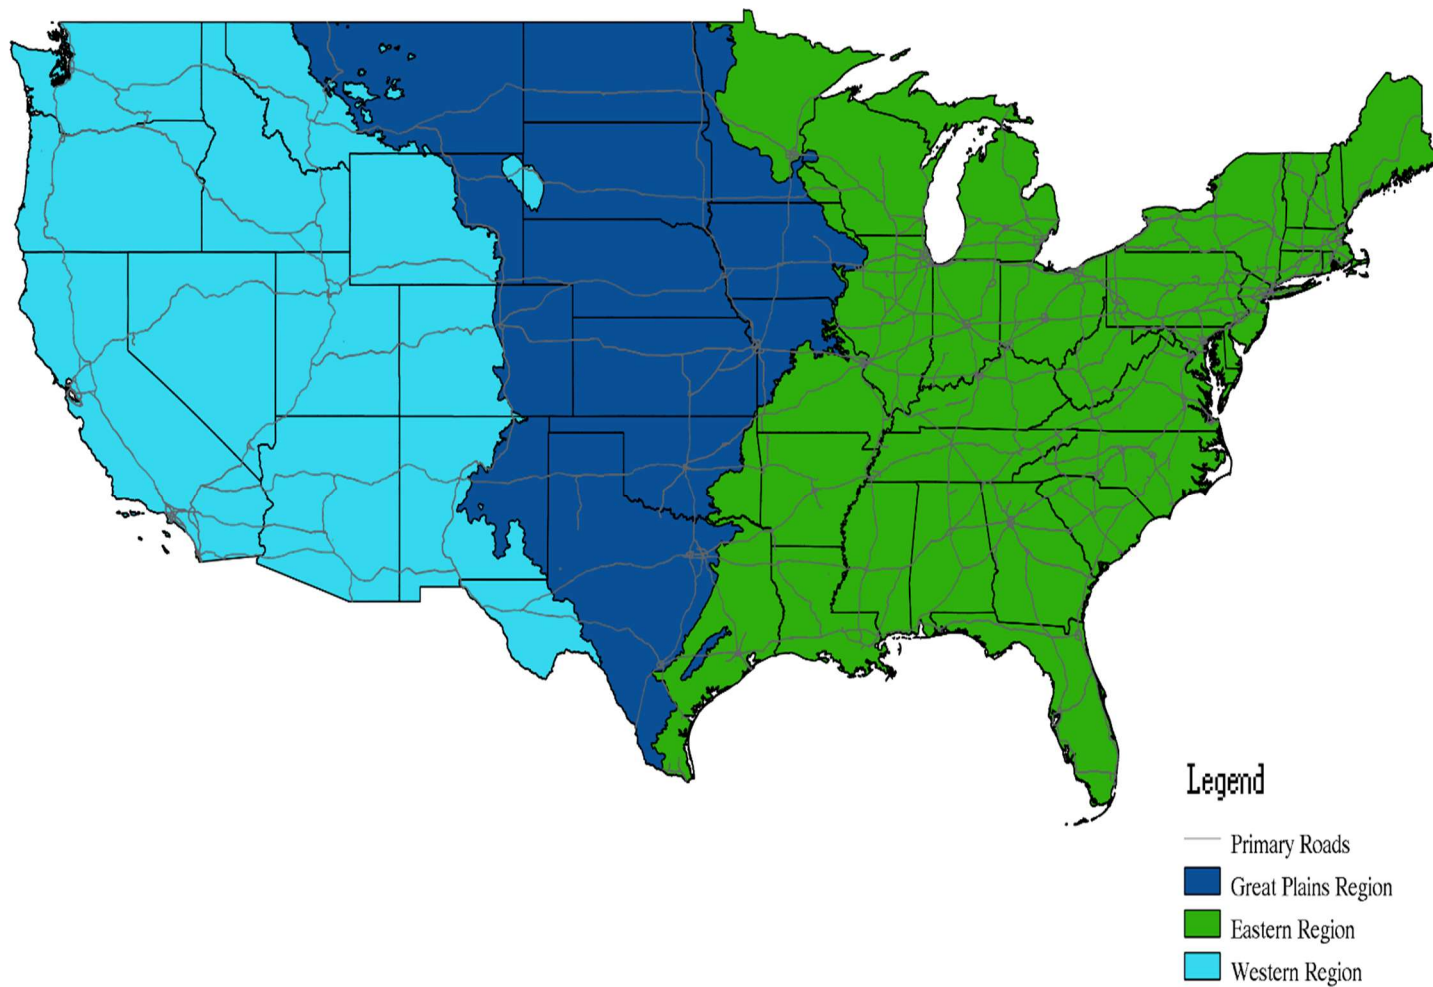 Legend
Primary Roads
Great Plains Region
Eastern Region
Western Region